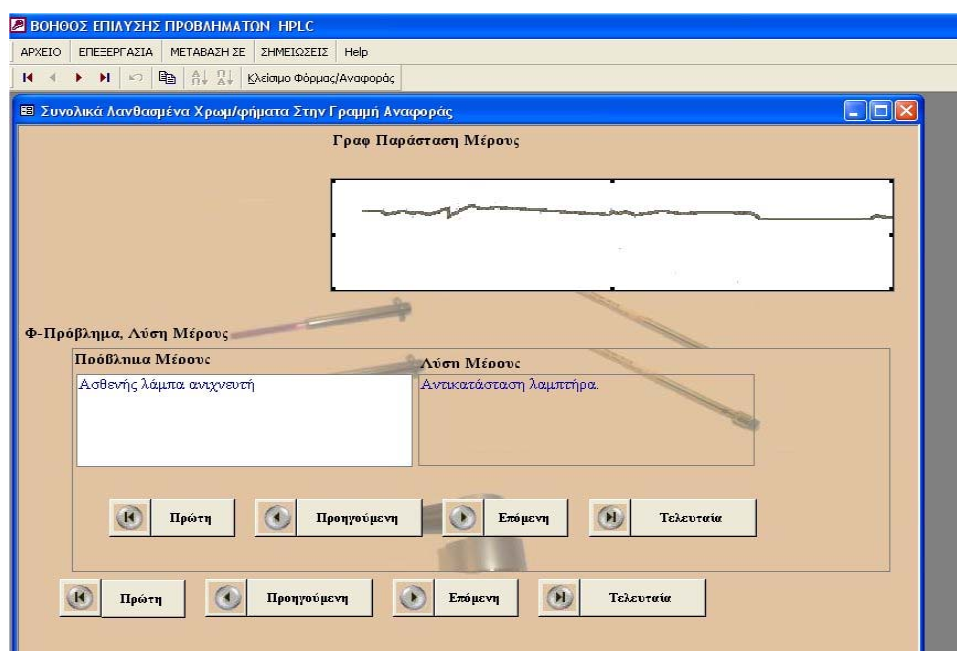 ΒΟΗΘΟΣ ΕΠΙΛΥΣΗΣ ΠΡΟΒΛΗΜΑΤΩΝ HPLC
ΑΡΧΕΙΟ ΕΠΕΞΕΡΓΑΣΙΑ ΜΕΤΑΒΑΣΗ ΣΕ ΣΗΜΕΙΩΣΕΙΣ Help
Κλείσιμο Φόρμας/Αναφοράς
Συνολικά Λανθασμένα Χρωμ/φήματα Στην Γραμμή Αναφοράς
Γραφ Παράσταση Μέρους
Φ-Πρόβλημα, Λύση Μέρους
Πρόβλημα Μέρους Λύση Μέρους
Ασθενής λάμπα ανιχνευτή Αντικατάσταση λαμπτήρα.
Πρώτη Προηγούμενη Επόμενη Τελευταία
Πρώτη Προηγούμενη Επόμενη Τελευταία